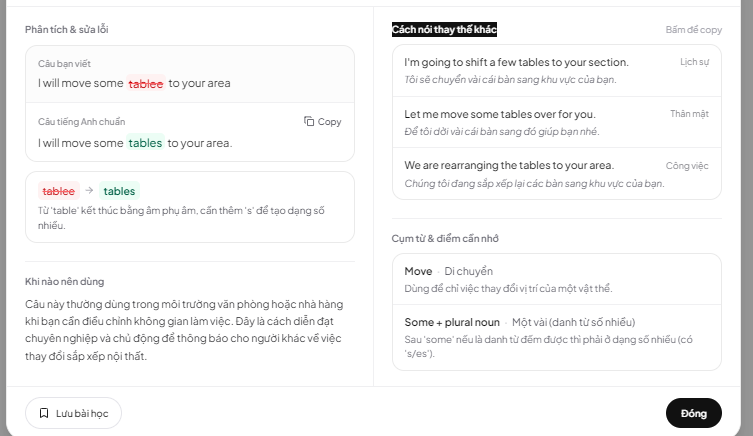 Phân tích & sửa lỗi
Câu bạn viết
I will move some tablee to your area
Câu tiếng Anh chuẩn
Copy
I will move some tables to your area.
tablee → tables
Từ 'table' kết thúc bằng âm phụ âm, cần thêm 's' để tạo dạng số
nhiều.
Khi nào nên dùng
Câu này thường dùng trong môi trường văn phòng hoặc nhà hàng
khi bạn cần điều chỉnh không gian làm việc. Đây là cách diễn đạt
chuyên nghiệp và chủ động để thông báo cho người khác về việc
thay đổi sắp xếp nội thất.
Cách nói thay thế khác
Bấm để copy
I'm going to shift a few tables to your section.
Lịch sự
Tôi sẽ chuyển vài cái bàn sang khu vực của bạn.
Let me move some tables over for you.
Thân mật
Để tôi dời vài cái bàn sang đó giúp bạn nhé.
We are rearranging the tables to your area.
Công việc
Chúng tôi đang sắp xếp lại các bàn sang khu vực của bạn.
Cụm từ & điểm cần nhớ
Move · Di chuyển
Dùng để chỉ việc thay đổi vị trí của một vật thể.
Some + plural noun · Một vài (danh từ số nhiều)
Sau 'some' nếu là danh từ đếm được thì phải ở dạng số nhiều (có
's/es').
Lưu bài học
Đóng